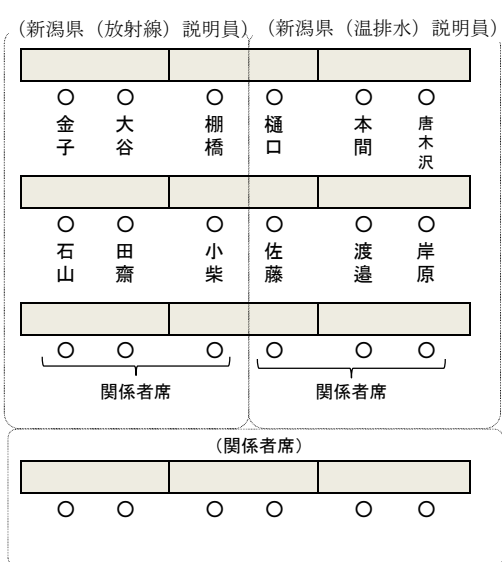 (新潟県（放射線）説明員)
(新潟県（温排水）説明員)
○ ○ ○ ○ ○ ○
金子 大谷 棚橋 樋口 本間 唐木沢
○ ○ ○ ○ ○ ○
石山 田齋 小柴 佐藤 渡邉 岸原
○ ○ ○ ○ ○ ○
関係者席 関係者席
（関係者席）
○ ○ ○ ○ ○ ○